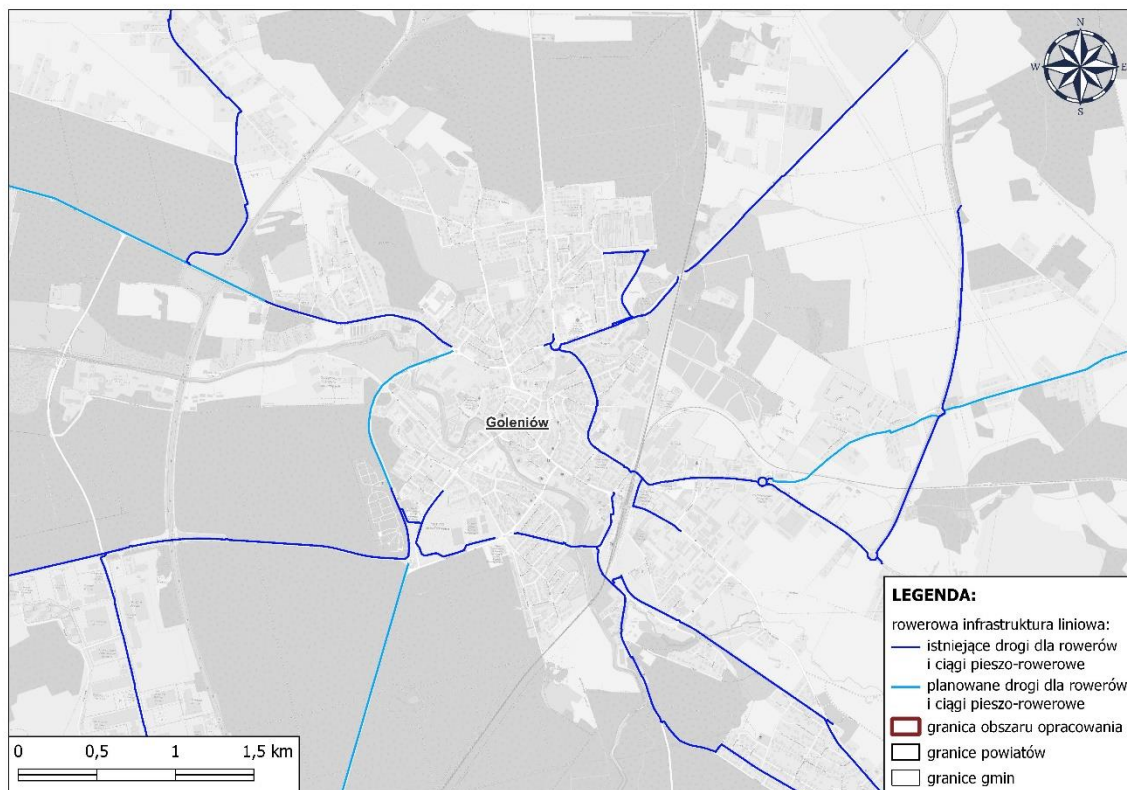 N
W E
S
Goleniów
LEGENDA:
rowerowa infrastruktura liniowa:
istniejące drogi dla rowerów
i ciągi pieszo-rowerowe
planowane drogi dla rowerów
i ciągi pieszo-rowerowe
granica obszaru opracowania
granice powiatów
granice gmin
0 0,5 1 1,5 km